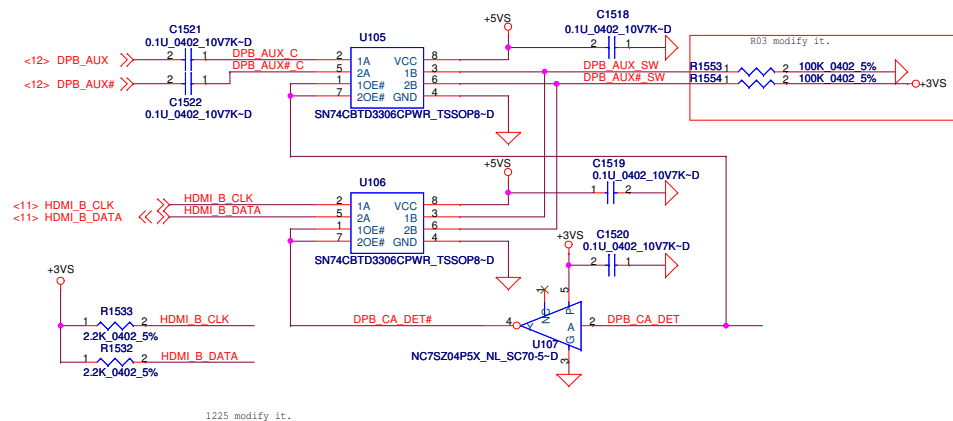 C1521
0.1U_0402_10V7K~D
<12> DPB_AUX
2 1
DPB_AUX_C
<12> DPB_AUX#
2 1
DPB_AUX#_C
C1522
0.1U_0402_10V7K~D
U105
2 1A VCC 8
5 2A 1B 3
1 1OE# 2B 6
7 2OE# GND 4
SN74CBTD3306CPWR_TSSOP8~D
+5VS
C1518
0.1U_0402_10V7K~D
2 1
DPB_AUX_SW
DPB_AUX#_SW
R03 modify it.
R1553 1 2 100K_0402_5%
R1554 1 2 100K_0402_5%
+3VS
<11> HDMI_B_CLK
HDMI_B_CLK
<11> HDMI_B_DATA
HDMI_B_DATA
U106
2 1A VCC 8
5 2A 1B 3
1 1OE# 2B 6
7 2OE# GND 4
SN74CBTD3306CPWR_TSSOP8~D
+5VS
C1519
0.1U_0402_10V7K~D
1 2
+3VS
C1520
0.1U_0402_10V7K~D
2 1
+3VS
R1533
1 2 HDMI_B_CLK
2.2K_0402_5%
R1532
1 2 HDMI_B_DATA
2.2K_0402_5%
DPB_CA_DET#
4
1
5
NC
P
Y
A
G
2
3
DPB_CA_DET
U107
NC7SZ04P5X_NL_SC70-5~D
1225 modify it.